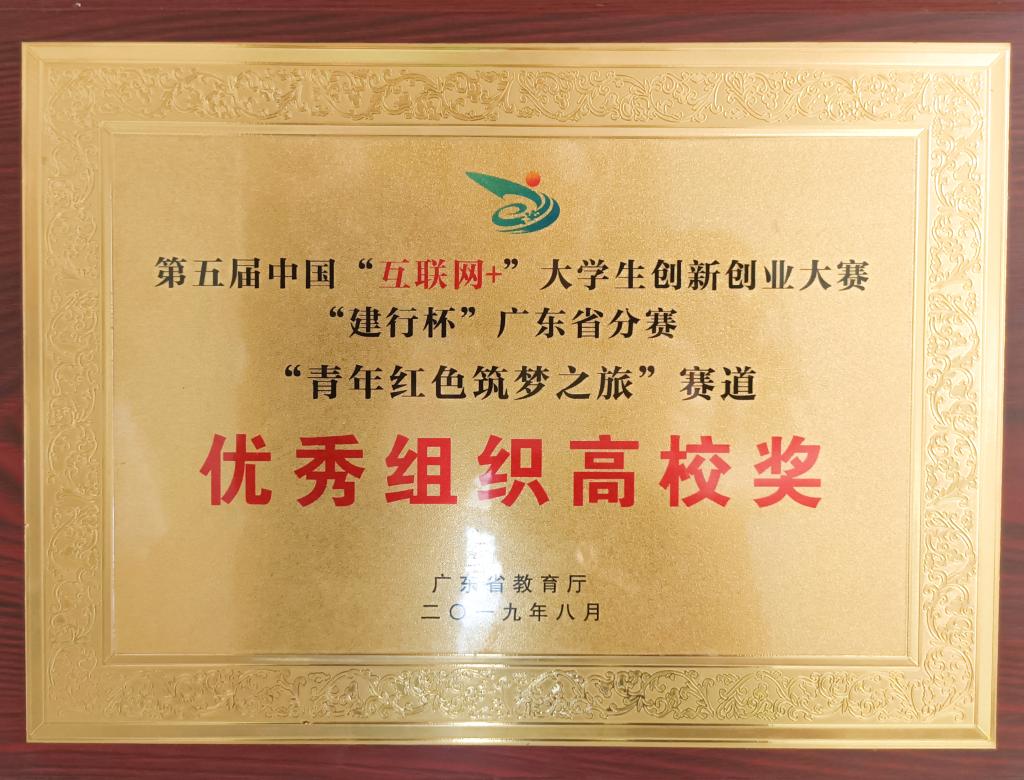 第五届中国“互联网+”大学生创新创业大赛
“建行杯”广东省分赛
“青年红色筑梦之旅”赛道
优秀组织高校奖
广东省教育厅
二〇一九年八月